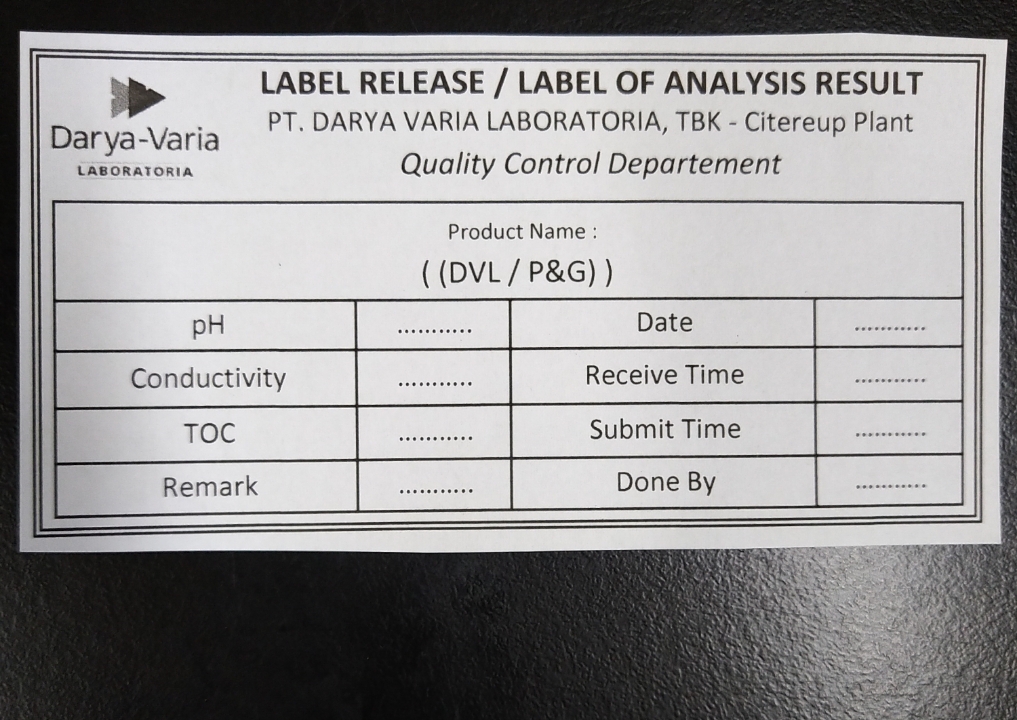 Darya-Varia
LABORATORIA
LABEL RELEASE / LABEL OF ANALYSIS RESULT
PT. DARYA VARIA LABORATORIA, TBK - Citereup Plant
Quality Control Departement
Product Name :
( (DVL / P&G) )
pH ........... Date ...........
Conductivity ........... Receive Time ...........
TOC ........... Submit Time ...........
Remark ........... Done By ...........